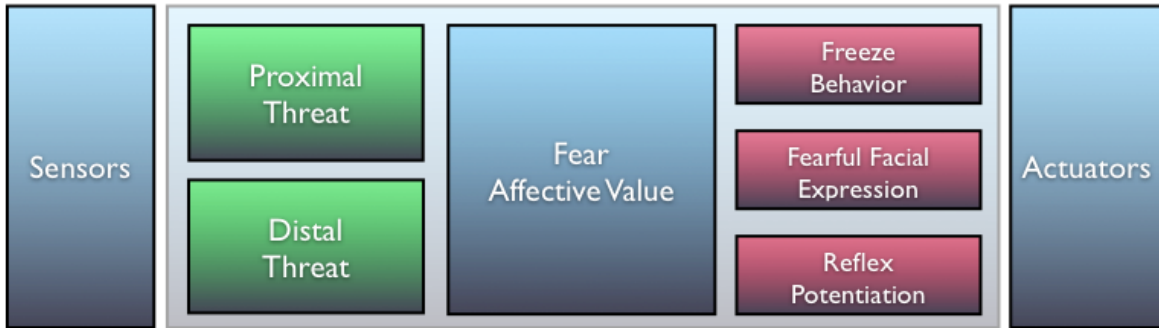 Sensors
Proximal
Threat
Distal
Threat
Fear
Affective Value
Freeze
Behavior
Fearful Facial
Expression
Reflex
Potentiation
Actuators